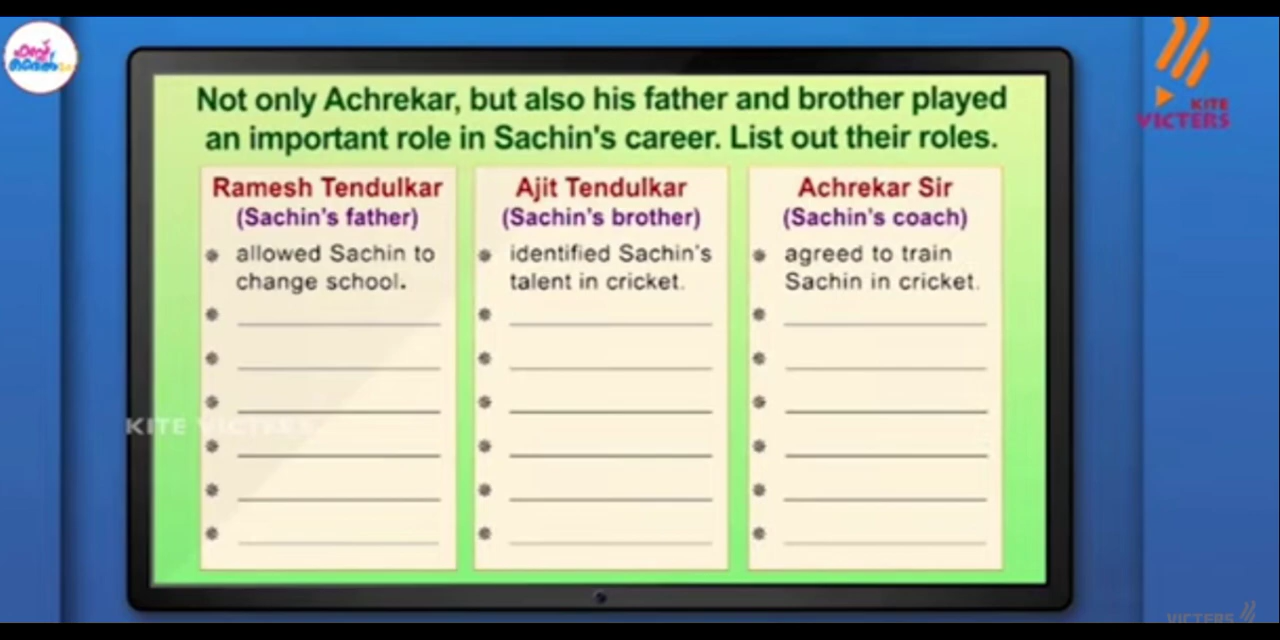 Not only Achrekar, but also his father and brother played
an important role in Sachin's career. List out their roles.
Ramesh Tendulkar
(Sachin's father)
allowed Sachin to
change school.
Ajit Tendulkar
(Sachin's brother)
identified Sachin's
talent in cricket.
Achrekar Sir
(Sachin's coach)
agreed to train
Sachin in cricket.
KITE VICTERS
KITE
VICTERS
VICTERS